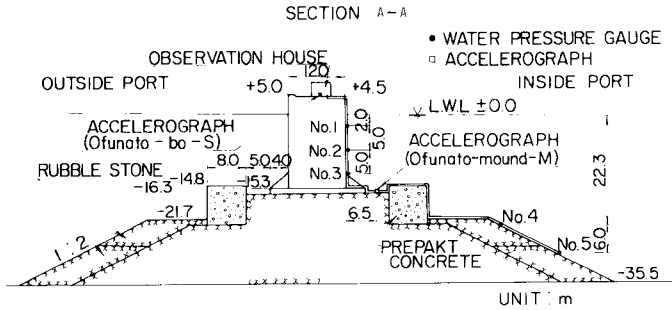 SECTION A-A
• WATER PRESSURE GAUGE
□ ACCELEROGRAPH
OBSERVATION HOUSE
12.0
OUTSIDE PORT
+5.0
+4.5
INSIDE PORT
L.W.L ±0.0
ACCELEROGRAPH
(Ofunato-bo-S)
No.1
2.0
5.0
ACCELEROGRAPH
(Ofunato-mound-M)
No.2
5.0
No.3
22.3
RUBBLE STONE
8.0
5.0
4.0
-16.3
-14.8
-15.3
-21.7
6.5
No.4
1:2
PREPAKT
CONCRETE
No.5
6.0
-35.5
UNIT : m